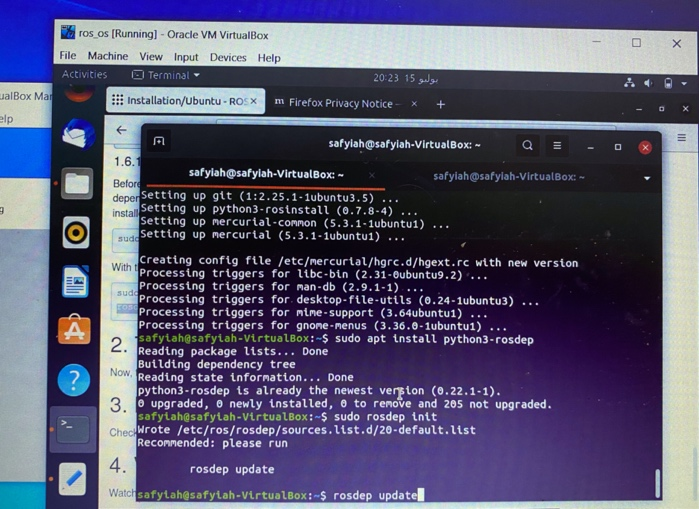 ros_os [Running] - Oracle VM VirtualBox
File Machine View Input Devices Help
Activities Terminal 20:23 15 يوليو
Installation/Ubuntu - ROS × m Firefox Privacy Notice — × +
safyiah@safyiah-VirtualBox: ~
safyiah@safyiah-VirtualBox: ~ × safyiah@safyiah-VirtualBox: ~
Setting up git (1:2.25.1-1ubuntu3.5) ...
Setting up python3-rosinstall (0.7.8-4) ...
Setting up mercurial-common (5.3.1-1ubuntu1) ...
Setting up mercurial (5.3.1-1ubuntu1) ...
Creating config file /etc/mercurial/hgrc.d/hgext.rc with new version
Processing triggers for libc-bin (2.31-0ubuntu9.2) ...
Processing triggers for man-db (2.9.1-1) ...
Processing triggers for desktop-file-utils (0.24-1ubuntu3) ...
Processing triggers for mime-support (3.64ubuntu1) ...
Processing triggers for gnome-menus (3.36.0-1ubuntu1) ...
safyiah@safyiah-VirtualBox:~$ sudo apt install python3-rosdep
Reading package lists... Done
Building dependency tree
Reading state information... Done
python3-rosdep is already the newest version (0.22.1-1).
0 upgraded, 0 newly installed, 0 to remove and 205 not upgraded.
safyiah@safyiah-VirtualBox:~$ sudo rosdep init
Wrote /etc/ros/rosdep/sources.list.d/20-default.list
Recommended: please run
rosdep update
safyiah@safyiah-VirtualBox:~$ rosdep update
ualBox Mar
elp
1.6.1
Before
deper
install
sudo
With t
sudo
2.
Now,
3.
Check
4.
Watch